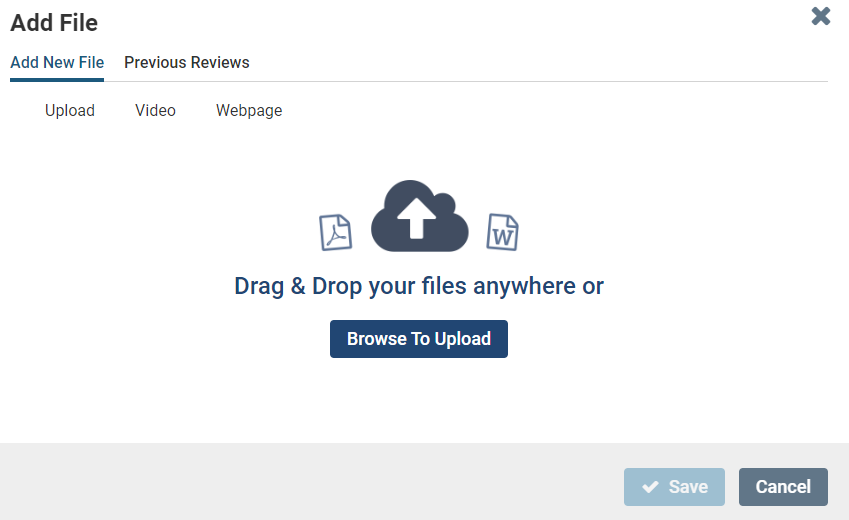 Add File
Add New File Previous Reviews
Upload Video Webpage
W
Drag & Drop your files anywhere or
Browse To Upload
Save Cancel